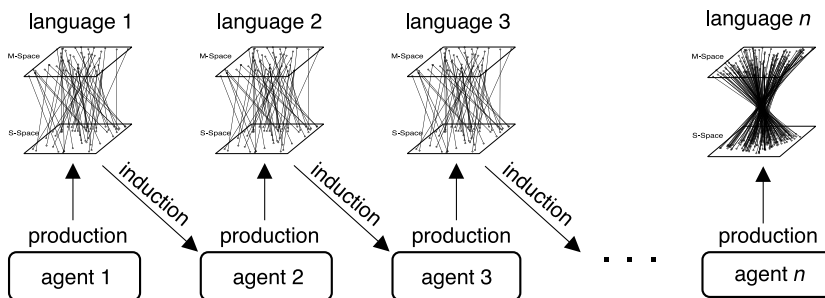 language 1 language 2 language 3 language n
M-Space M-Space M-Space M-Space
S-Space S-Space S-Space S-Space
induction induction induction
production production production production
agent 1 agent 2 agent 3 . . . agent n